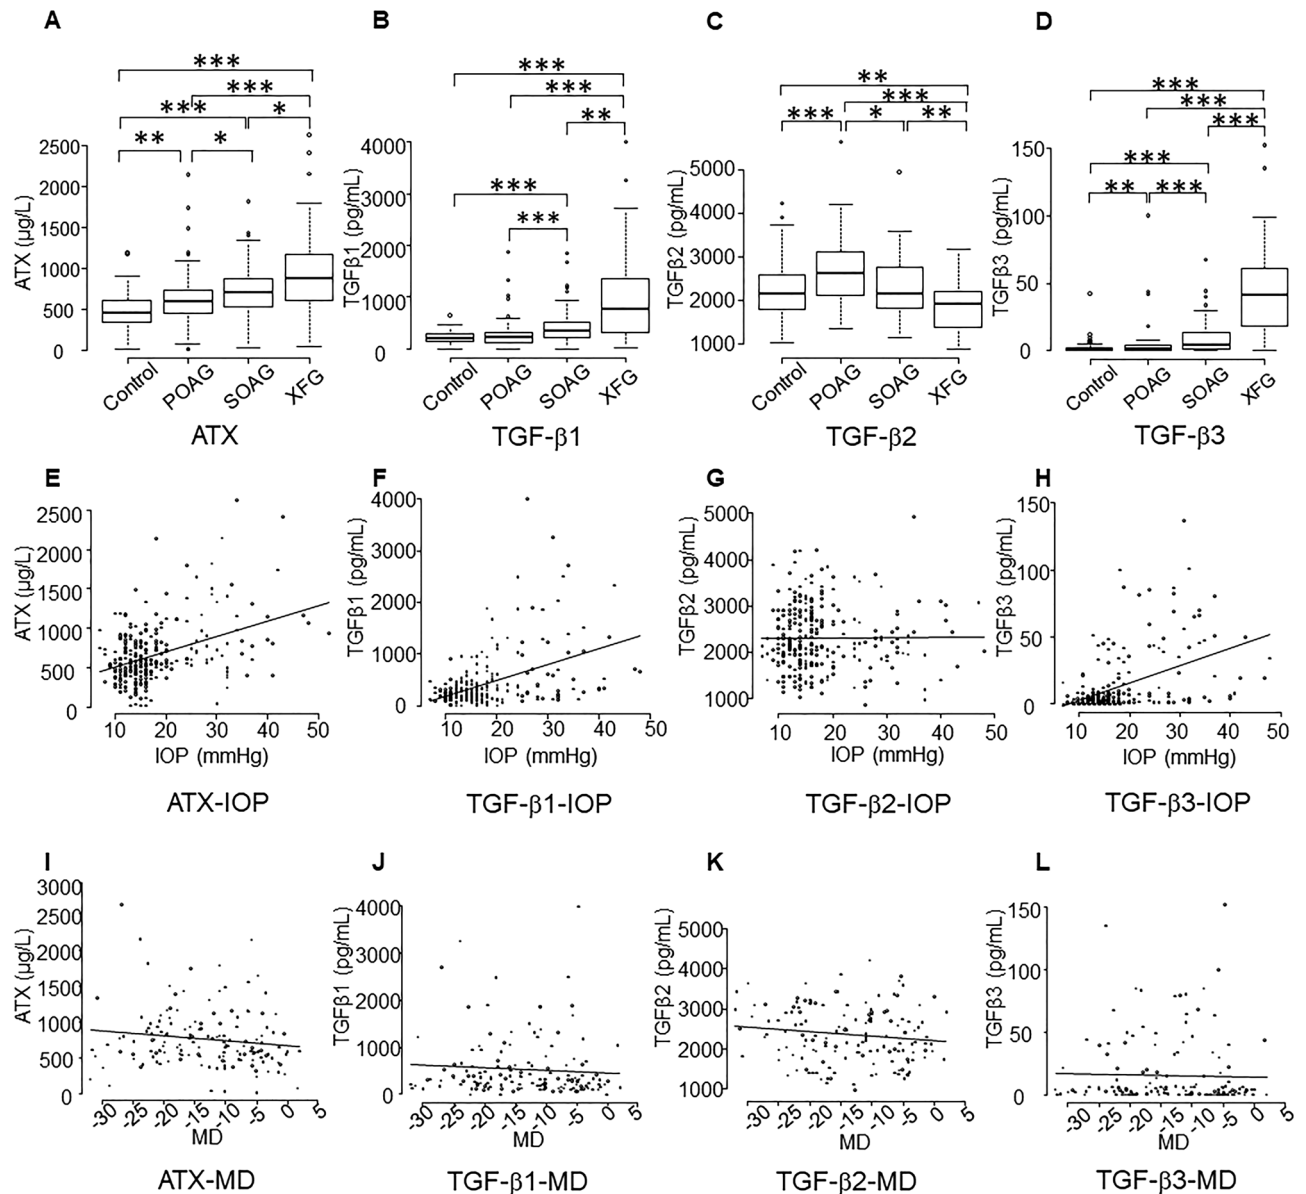 A B C D
*** *** *** * ** *
*** *** ** *** ***
** *** *** * **
*** *** *** *** ** ***
ATX (µg/L)
2500
2000
1500
1000
500
0
Control POAG SOAG XFG
ATX
TGFβ1 (pg/mL)
4000
3000
2000
1000
0
Control POAG SOAG XFG
TGF-β1
TGFβ2 (pg/mL)
5000
4000
3000
2000
1000
Control POAG SOAG XFG
TGF-β2
TGFβ3 (pg/mL)
150
100
50
0
Control POAG SOAG XFG
TGF-β3
E F G H
ATX (µg/L)
2500
2000
1500
1000
500
0
10 20 30 40 50
IOP (mmHg)
ATX-IOP
TGFβ1 (pg/mL)
4000
3000
2000
1000
0
10 20 30 40 50
IOP (mmHg)
TGF-β1-IOP
TGFβ2 (pg/mL)
5000
4000
3000
2000
1000
10 20 30 40 50
IOP (mmHg)
TGF-β2-IOP
TGFβ3 (pg/mL)
150
100
50
0
10 20 30 40 50
IOP (mmHg)
TGF-β3-IOP
I J K L
ATX (µg/L)
3000
2500
2000
1500
1000
500
0
-30 -25 -20 -15 -10 -5 0 5
MD
ATX-MD
TGFβ1 (pg/mL)
4000
3000
2000
1000
0
-30 -25 -20 -15 -10 -5 0 5
MD
TGF-β1-MD
TGFβ2 (pg/mL)
5000
4000
3000
2000
1000
-30 -25 -20 -15 -10 -5 0 5
MD
TGF-β2-MD
TGFβ3 (pg/mL)
150
100
50
0
-30 -25 -20 -15 -10 -5 0 5
MD
TGF-β3-MD